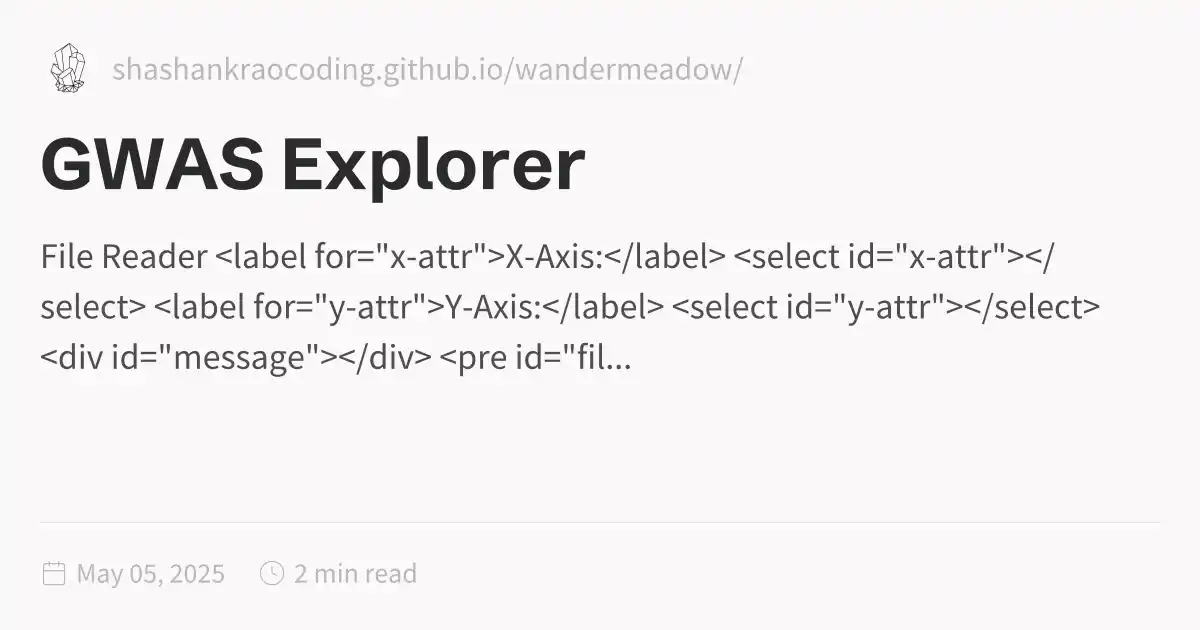 shashankraocoding.github.io/wandermeadow/
GWAS Explorer
File Reader <label for="x-attr">X-Axis:</label> <select id="x-attr"></
select> <label for="y-attr">Y-Axis:</label> <select id="y-attr"></select>
<div id="message"></div> <pre id="fil...
May 05, 2025 2 min read